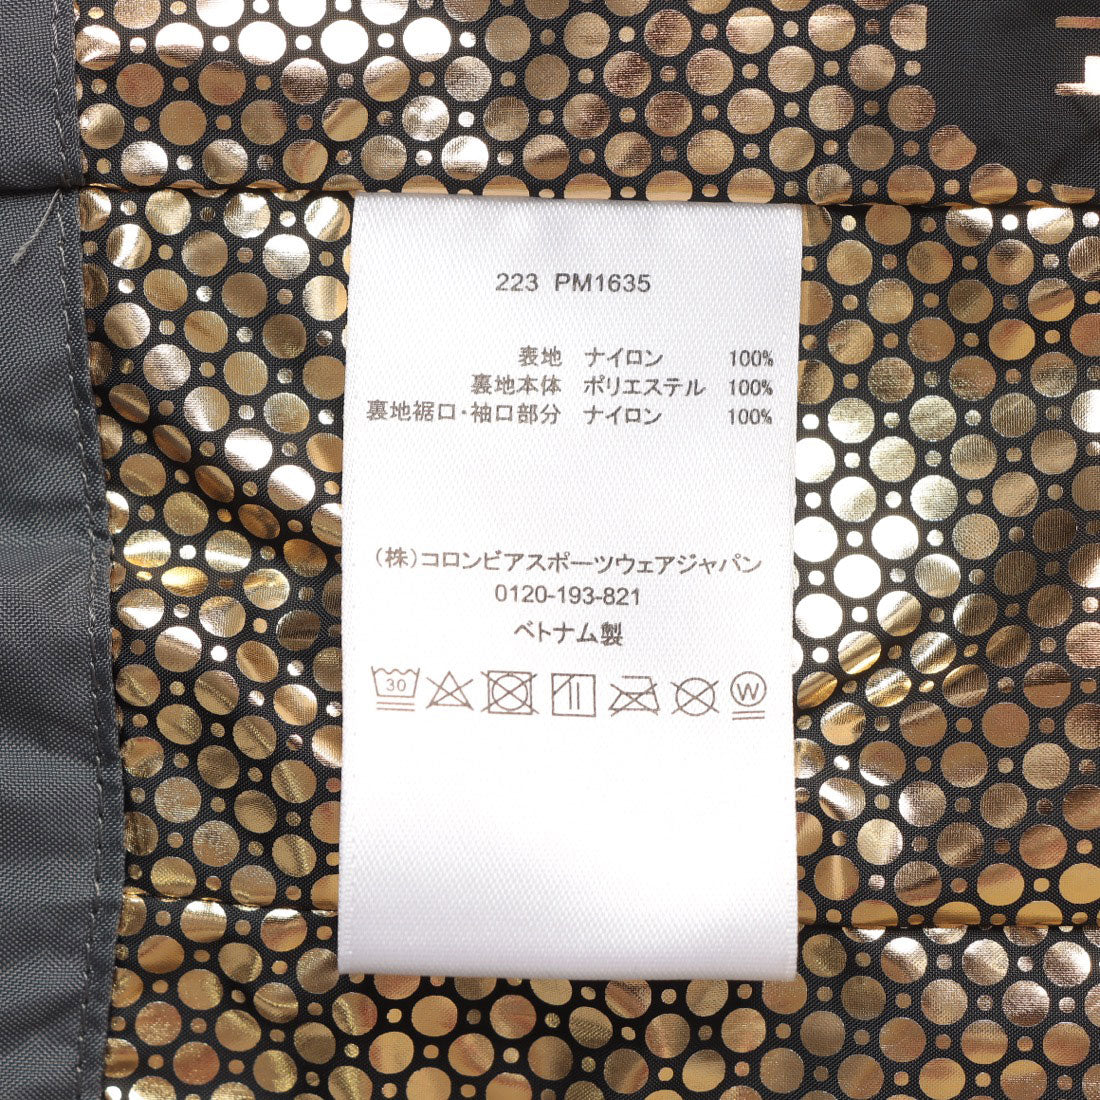 223 PM1635
表地 ナイロン 100%
裏地本体 ポリエステル 100%
裏地裾口・袖口部分 ナイロン 100%
(株)コロンビアスポーツウェアジャパン
0120-193-821
ベトナム製
30 W